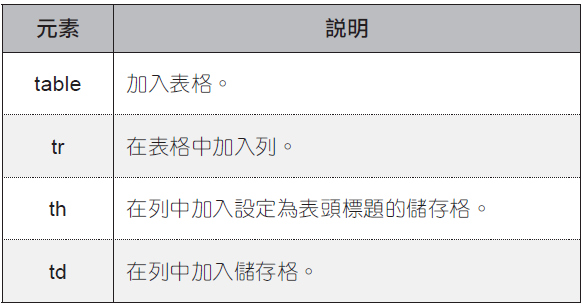 元素 說明
table 加入表格。
tr 在表格中加入列。
th 在列中加入設定為表頭標題的儲存格。
td 在列中加入儲存格。